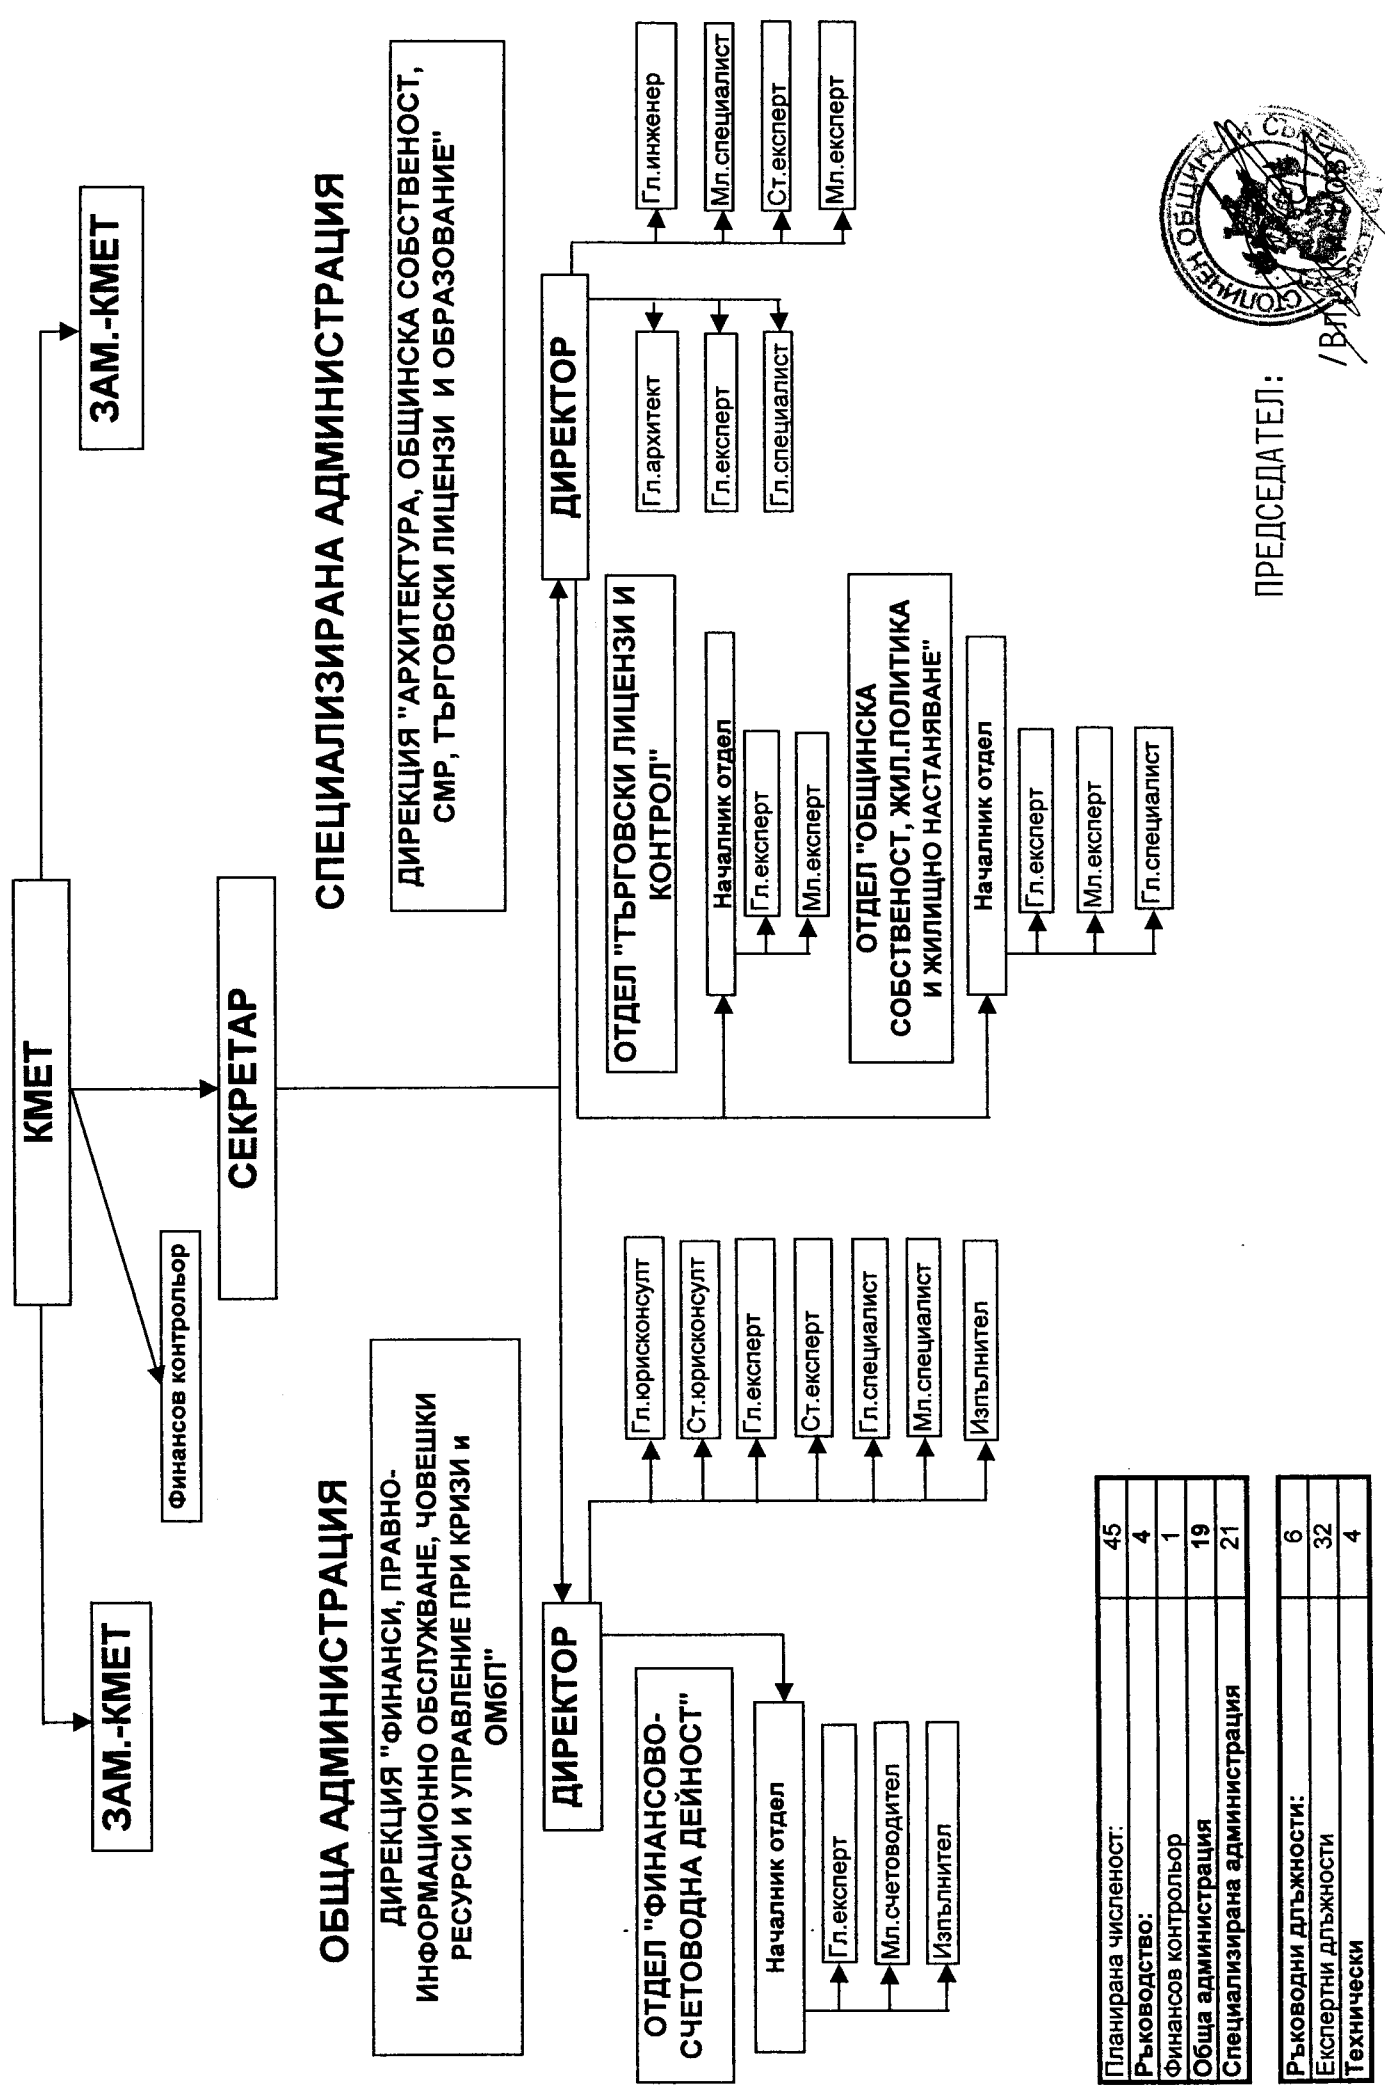 КМЕТ
ЗАМ.-КМЕТ
ЗАМ.-КМЕТ
Финансов контрольор
СЕКРЕТАР
ОБЩА АДМИНИСТРАЦИЯ
СПЕЦИАЛИЗИРАНА АДМИНИСТРАЦИЯ
ДИРЕКЦИЯ "ФИНАНСИ, ПРАВНО-
ИНФОРМАЦИОННО ОБСЛУЖВАНЕ, ЧОВЕШКИ
РЕСУРСИ И УПРАВЛЕНИЕ ПРИ КРИЗИ и
ОМбП"
ДИРЕКЦИЯ "АРХИТЕКТУРА, ОБЩИНСКА СОБСТВЕНОСТ,
СМР, ТЪРГОВСКИ ЛИЦЕНЗИ И ОБРАЗОВАНИЕ"
ДИРЕКТОР
ОТДЕЛ "ФИНАНСОВО-
СЧЕТОВОДНА ДЕЙНОСТ"
Началник отдел
Гл.експерт
Мл.счетоводител
Изпълнител
Гл.юрисконсулт
Ст.юрисконсулт
Гл.експерт
Ст.експерт
Гл.специалист
Мл.специалист
Изпълнител
ДИРЕКТОР
ОТДЕЛ "ТЪРГОВСКИ ЛИЦЕНЗИ И
КОНТРОЛ"
Началник отдел
Гл.експерт
Мл.експерт
ОТДЕЛ "ОБЩИНСКА
СОБСТВЕНОСТ, ЖИЛ.ПОЛИТИКА
И ЖИЛИЩНО НАСТАНЯВАНЕ"
Началник отдел
Гл.експерт
Мл.експерт
Гл.специалист
Гл.архитект
Гл.експерт
Гл.специалист
Гл.инженер
Мл.специалист
Ст.експерт
Мл.експерт
Планирана численост: 45
Ръководство: 4
Финансов контрольор 1
Обща администрация 19
Специализирана администрация 21
Ръководни длъжности: 6
Експертни длъжности 32
Технически 4
ПРЕДСЕДАТЕЛ:
СТОЛИЧЕН ОБЩИНСКИ